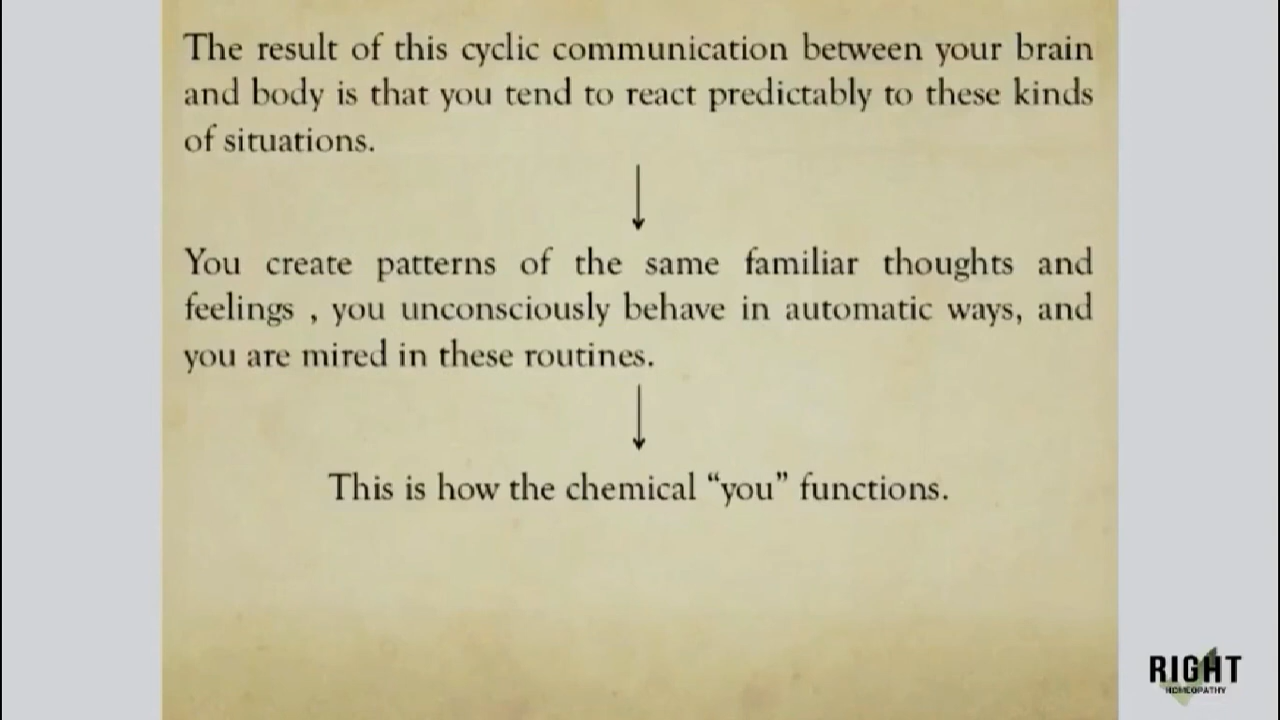 The result of this cyclic communication between your brain
and body is that you tend to react predictably to these kinds
of situations.
You create patterns of the same familiar thoughts and
feelings , you unconsciously behave in automatic ways, and
you are mired in these routines.
This is how the chemical “you” functions.
RIGHT
HOMEOPATHY